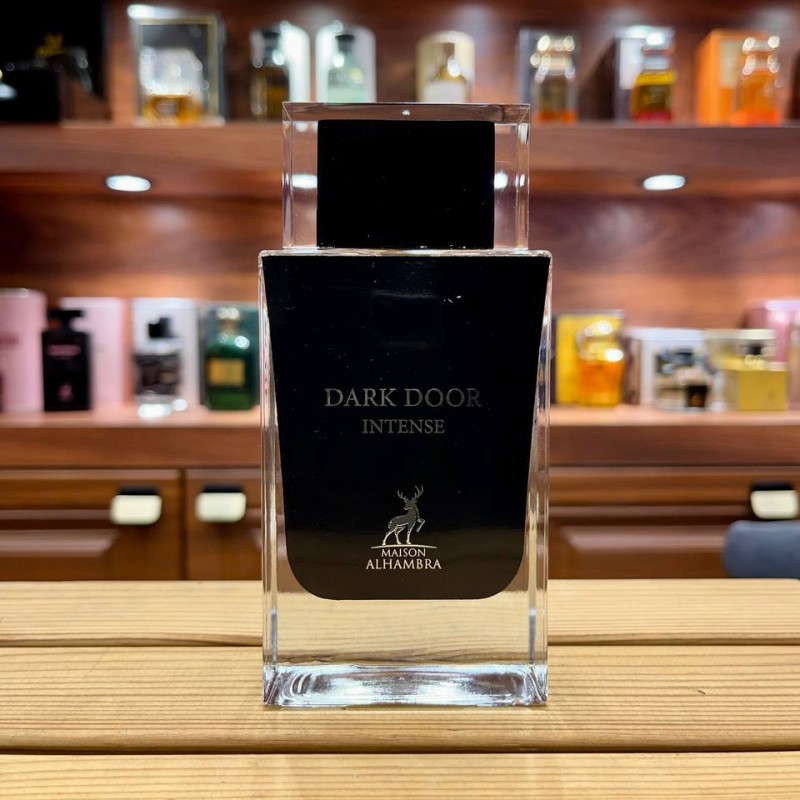 DARK DOOR
INTENSE
MAISON
ALHAMBRA